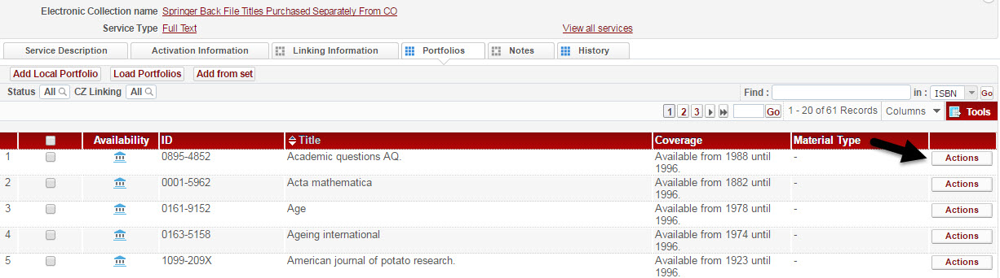 Electronic Collection name Springer Back File Titles Purchased Separately From CO
Service Type Full Text View all services
Service Description Activation Information Linking Information Portfolios Notes History
Add Local Portfolio Load Portfolios Add from set
Status All CZ Linking All Find : in : ISBN Go
1 2 3 Go 1 - 20 of 61 Records Columns Tools
Availability ID Title Coverage Material Type
1 0895-4852 Academic questions AQ. Available from 1988 until - Actions
1996.
2 0001-5962 Acta mathematica Available from 1882 until - Actions
1996.
3 0161-9152 Age Available from 1978 until - Actions
1996.
4 0163-5158 Ageing international Available from 1974 until - Actions
1996.
5 1099-209X American journal of potato research. Available from 1923 until - Actions
1996.